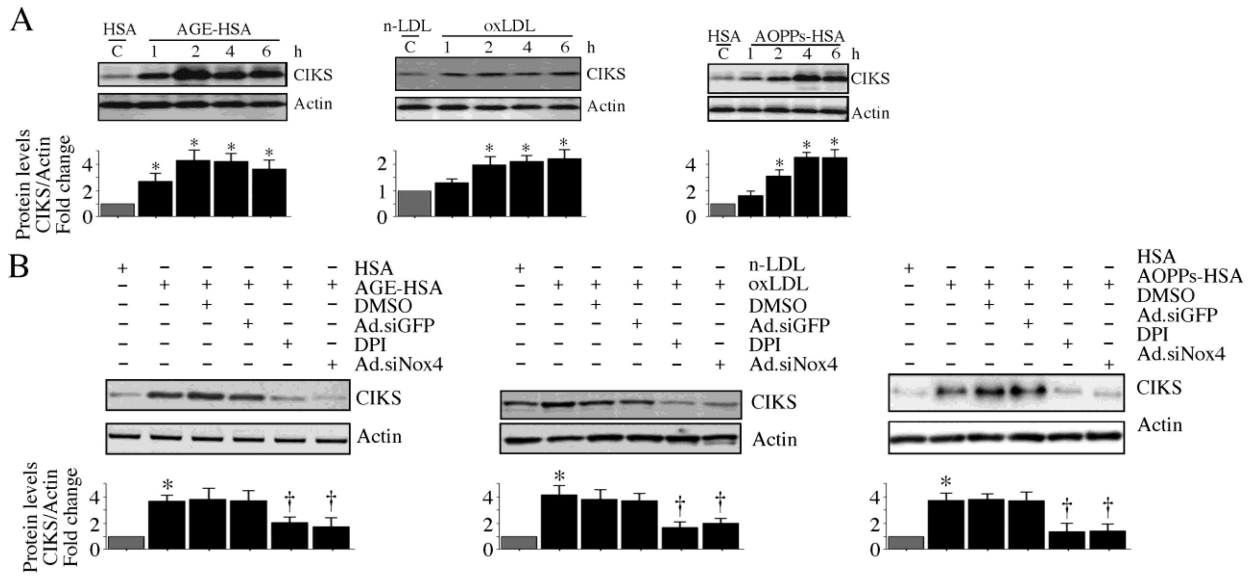 A
HSA AGE-HSA
C 1 2 4 6 h
CIKS
Actin
n-LDL oxLDL
C 1 2 4 6 h
CIKS
Actin
HSA AOPPs-HSA
C 1 2 4 6 h
CIKS
Actin
Protein levels
CIKS/Actin
Fold change
4
2
0
* * * *
2
1
0
* * *
4
2
0
* * *
B
+ − − − − − HSA
− + + + + + AGE-HSA
− − + − − − DMSO
− − − + − − Ad.siGFP
− − − − + − DPI
− − − − − + Ad.siNox4
CIKS
Actin
+ − − − − − n-LDL
− + + + + + oxLDL
− − + − − − DMSO
− − − + − − Ad.siGFP
− − − − + − DPI
− − − − − + Ad.siNox4
CIKS
Actin
+ − − − − − HSA
− + + + + + AOPPs-HSA
− − + − − − DMSO
− − − + − − Ad.siGFP
− − − − + − DPI
− − − − − + Ad.siNox4
CIKS
Actin
Protein levels
CIKS/Actin
Fold change
4
2
0
* † †
4
2
0
* † †
4
2
0
* † †